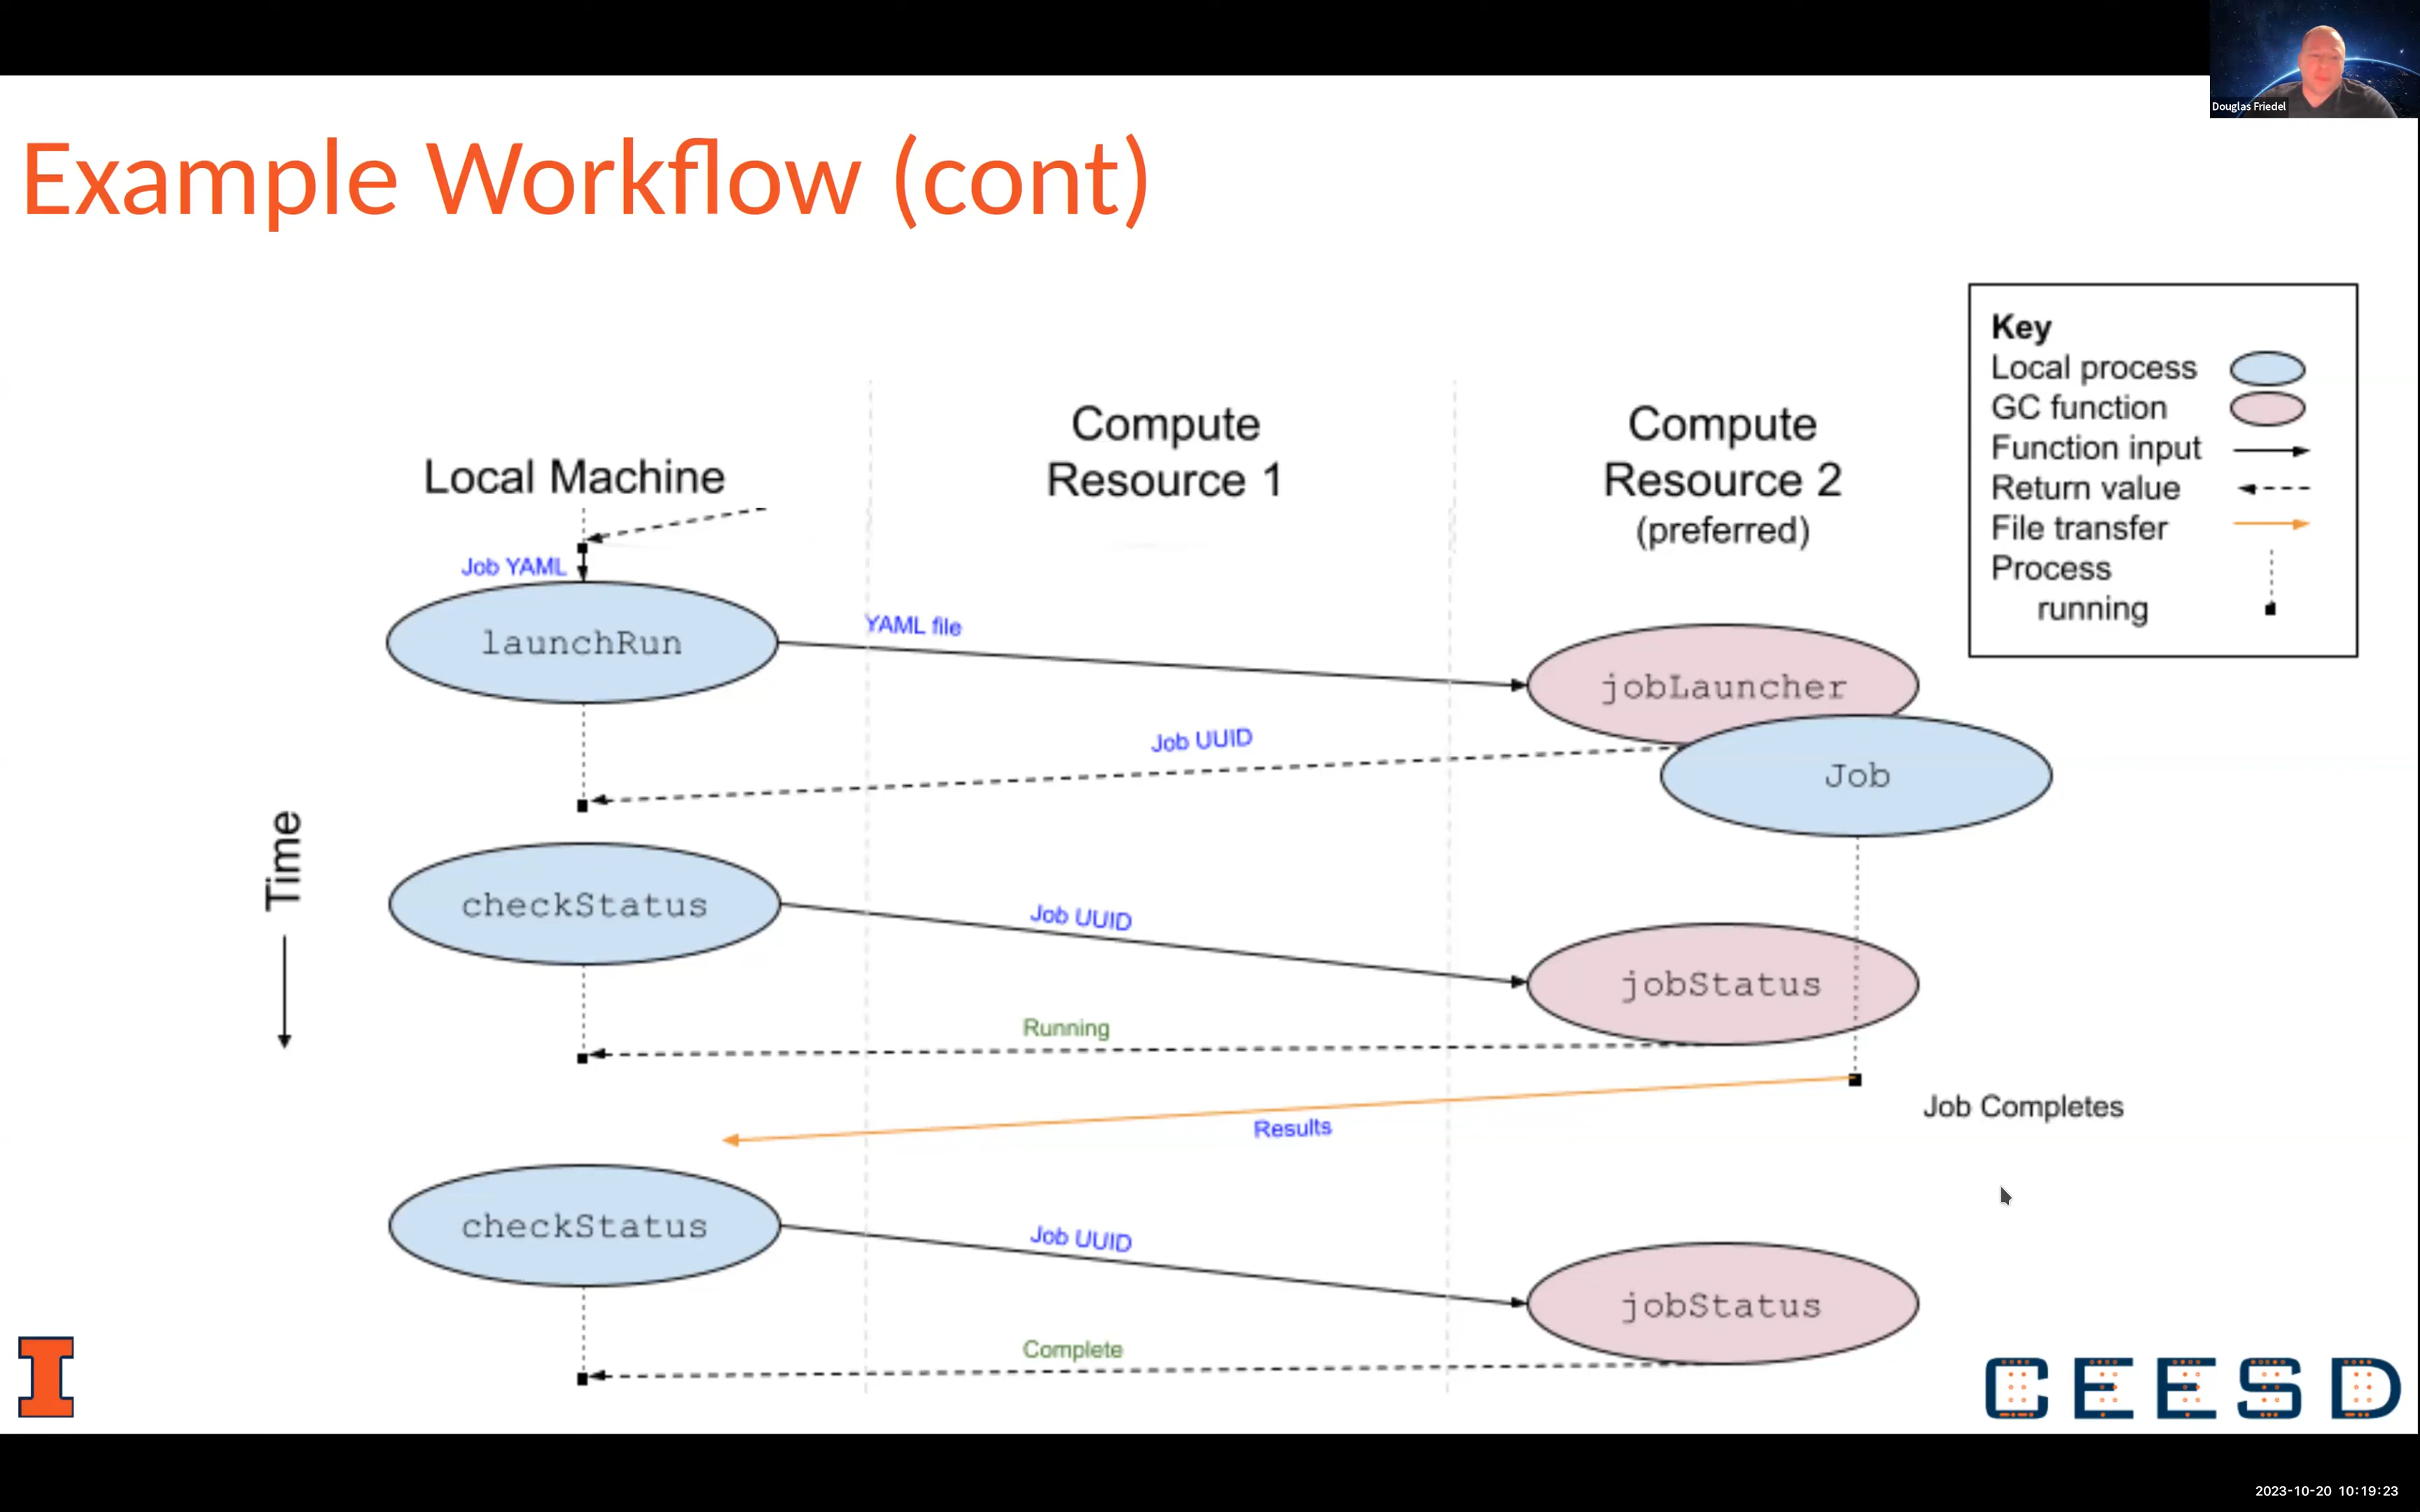 Douglas Friedel
Example Workflow (cont)
Key
Local process
GC function
Function input
Return value
File transfer
Process
running
Local Machine
Compute
Resource 1
Compute
Resource 2
(preferred)
Job YAML
launchRun
YAML file
jobLauncher
Job UUID
Job
Time
checkStatus
Job UUID
jobStatus
Running
Job Completes
Results
checkStatus
Job UUID
jobStatus
Complete
I
CEESD
2023-10-20 10:19:23